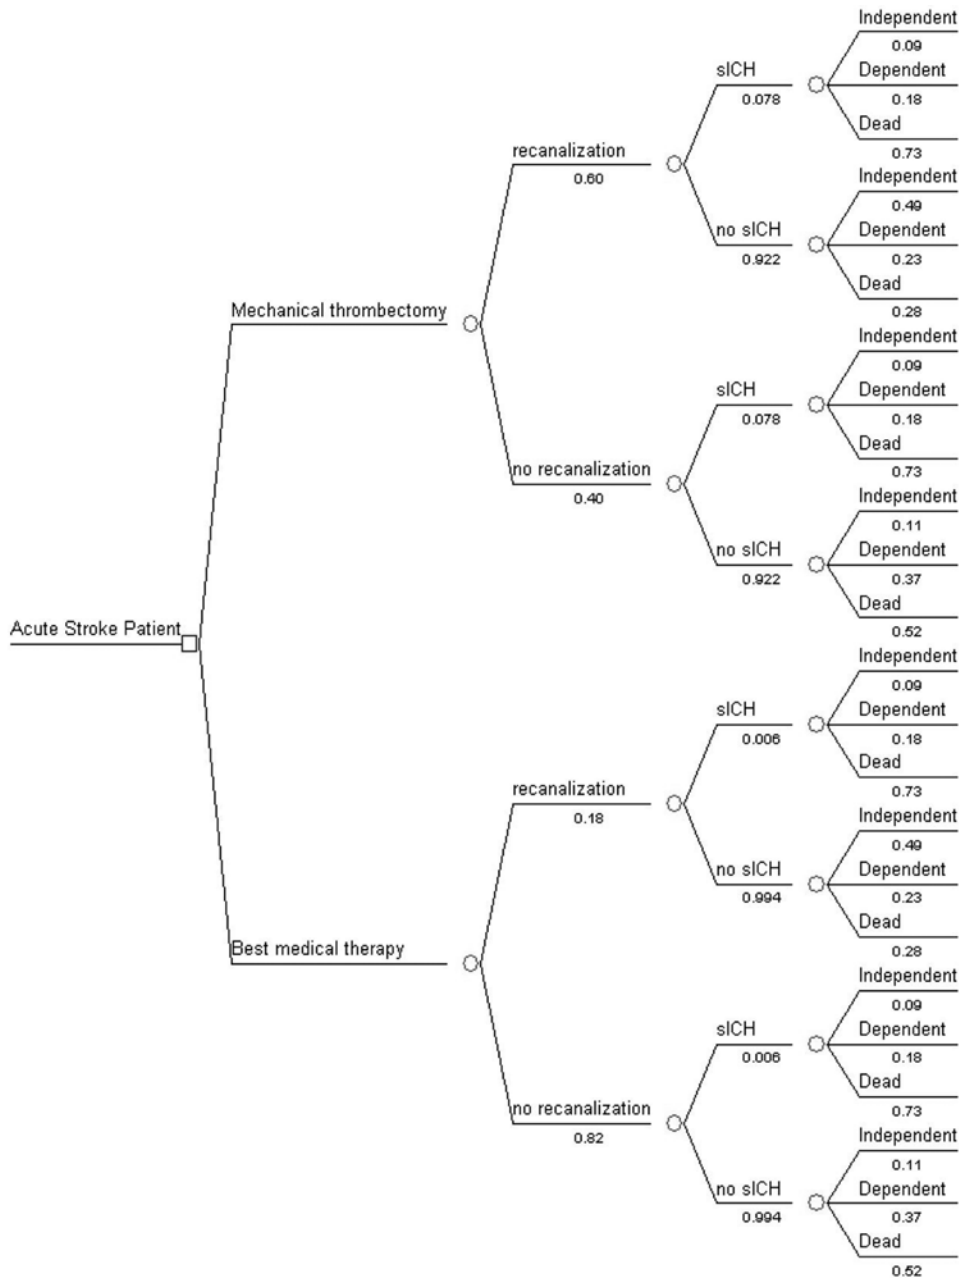 Independent
0.09
sICH
Dependent
0.078
0.18
Dead
0.73
recanalization
0.60
Independent
0.49
no sICH
Dependent
0.922
0.23
Dead
0.28
Mechanical thrombectomy
Independent
0.09
sICH
Dependent
0.078
0.18
Dead
0.73
no recanalization
0.40
Independent
0.11
no sICH
Dependent
0.922
0.37
Dead
0.52
Acute Stroke Patient
Independent
0.09
sICH
Dependent
0.006
0.18
Dead
0.73
recanalization
0.18
Independent
0.49
no sICH
Dependent
0.994
0.23
Dead
0.28
Best medical therapy
Independent
0.09
sICH
Dependent
0.006
0.18
Dead
0.73
no recanalization
0.82
Independent
0.11
no sICH
Dependent
0.994
0.37
Dead
0.52